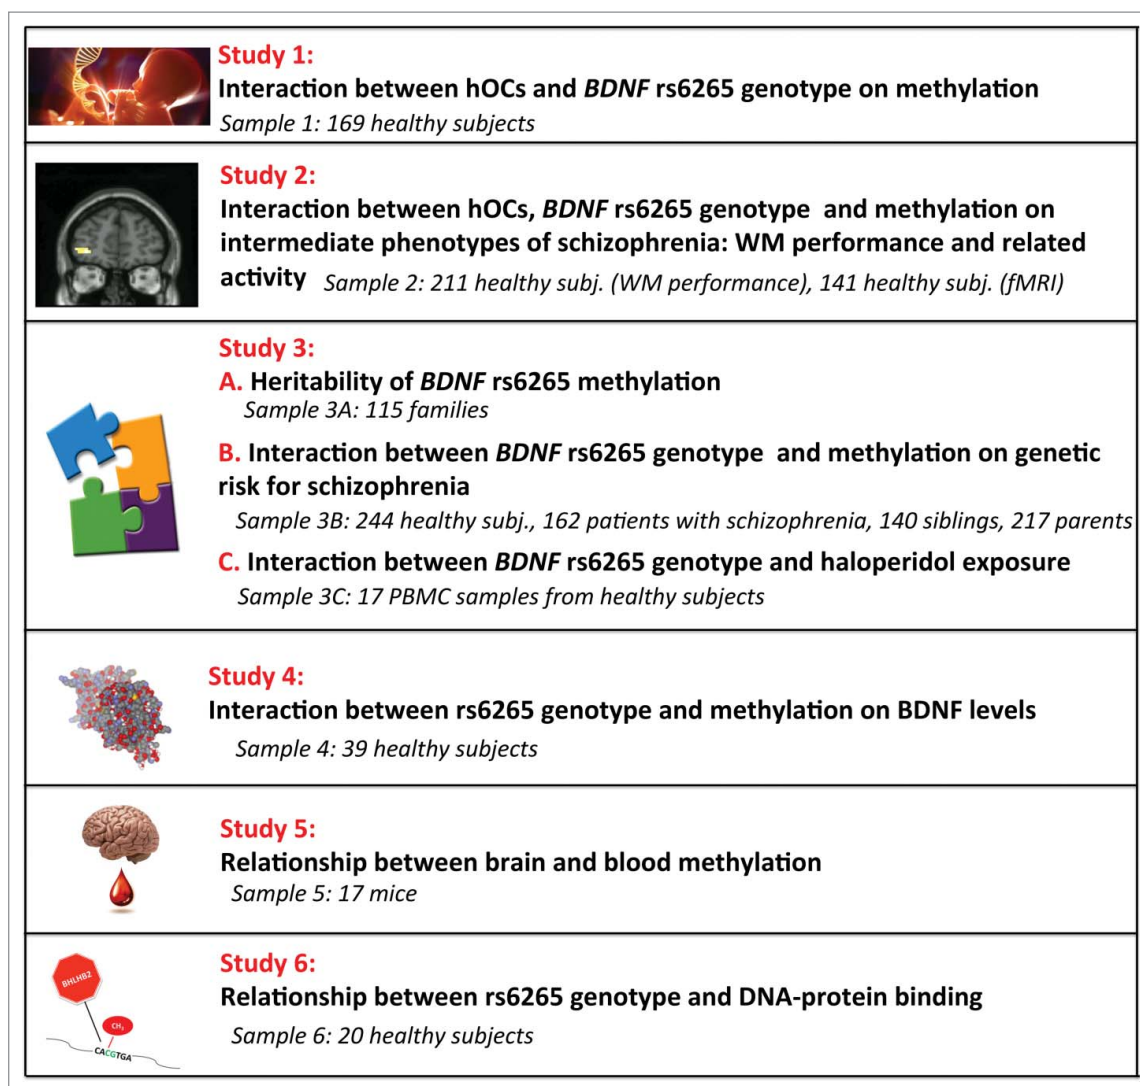 Study 1:
Interaction between hOCs and BDNF rs6265 genotype on methylation
Sample 1: 169 healthy subjects
Study 2:
Interaction between hOCs, BDNF rs6265 genotype and methylation on
intermediate phenotypes of schizophrenia: WM performance and related
activity Sample 2: 211 healthy subj. (WM performance), 141 healthy subj. (fMRI)
Study 3:
A. Heritability of BDNF rs6265 methylation
Sample 3A: 115 families
B. Interaction between BDNF rs6265 genotype and methylation on genetic
risk for schizophrenia
Sample 3B: 244 healthy subj., 162 patients with schizophrenia, 140 siblings, 217 parents
C. Interaction between BDNF rs6265 genotype and haloperidol exposure
Sample 3C: 17 PBMC samples from healthy subjects
Study 4:
Interaction between rs6265 genotype and methylation on BDNF levels
Sample 4: 39 healthy subjects
Study 5:
Relationship between brain and blood methylation
Sample 5: 17 mice
Study 6:
Relationship between rs6265 genotype and DNA-protein binding
Sample 6: 20 healthy subjects
BHLHB2
CH3
CACGTGA